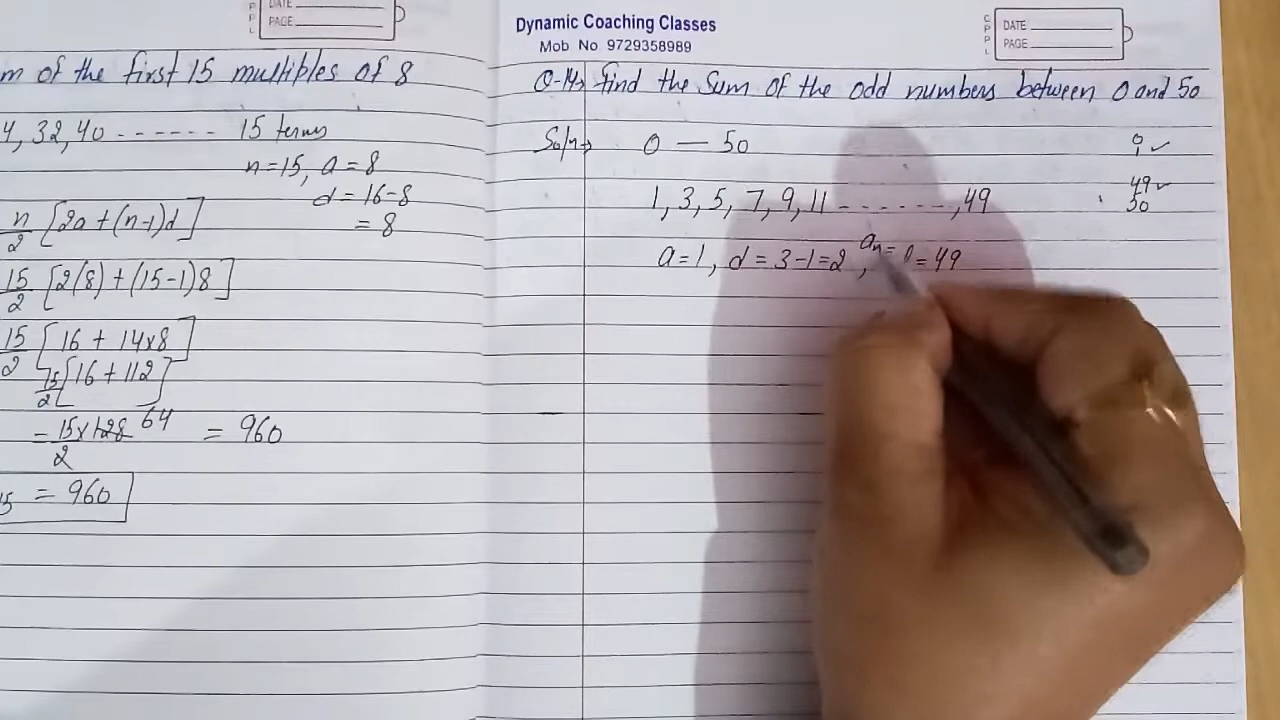 DATE
PAGE
m of the first 15 multiples of 8
4, 32, 40 ------ 15 terms
n=15, a=8
d=16-8
=8
n/2 [2a+(n-1)d]
15/2 [2(8)+(15-1)8]
15/2 [16+14x8]
15/2 [16+112]
= 15x128/2 64 = 960
15 = 960
Dynamic Coaching Classes
Mob No 9729358989
CPPL
DATE
PAGE
Q-14→ find the sum of the odd numbers between 0 and 50
Soln→ 0 — 50
1, 3, 5, 7, 9, 11 -------, 49
49
50
a=1, d=3-1=2, an= l=49